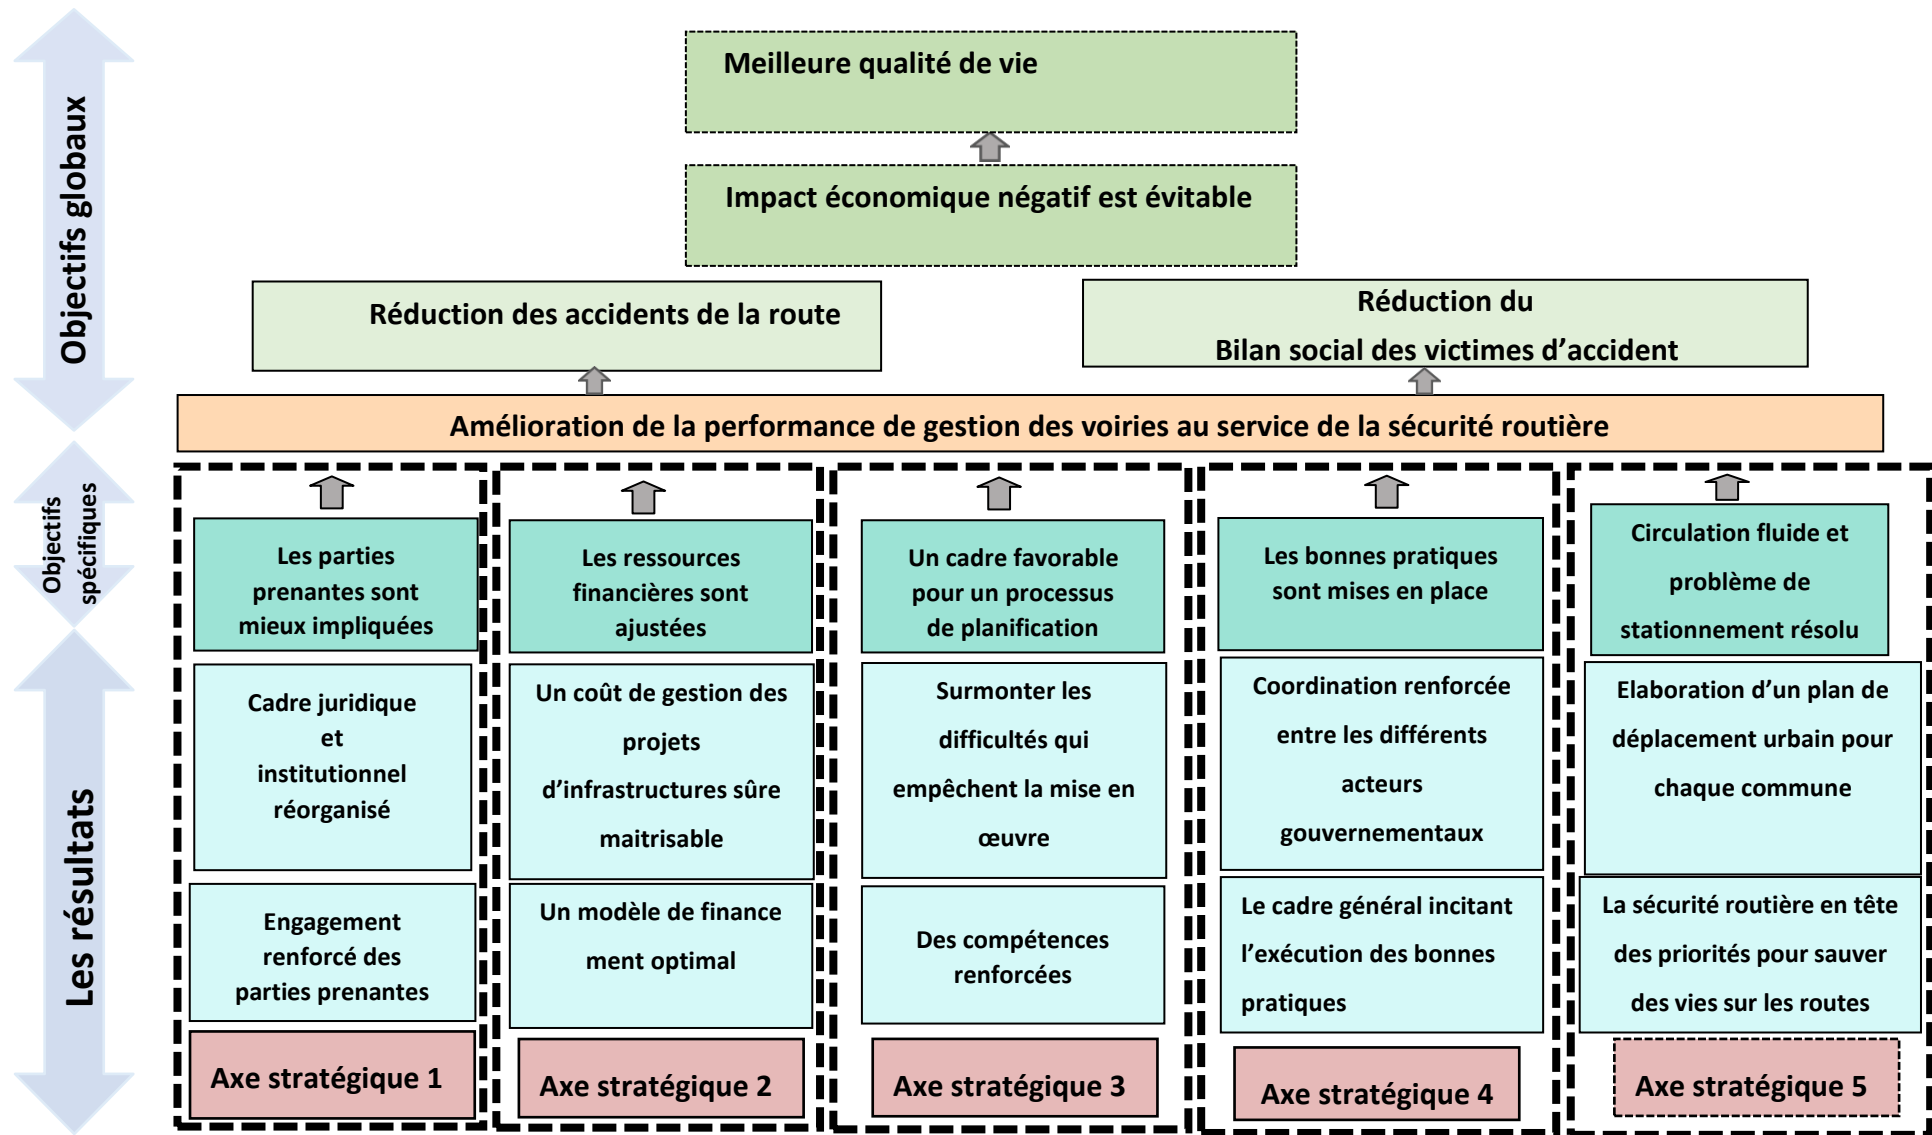 Objectifs globaux
Meilleure qualité de vie
Impact économique négatif est évitable
Réduction des accidents de la route
Réduction du
Bilan social des victimes d'accident
Amélioration de la performance de gestion des voiries au service de la sécurité routière
Objectifs
spécifiques
Les parties
prenantes sont
mieux impliquées
Les ressources
financières sont
ajustées
Un cadre favorable
pour un processus
de planification
Les bonnes pratiques
sont mises en place
Circulation fluide et
problème de
stationnement résolu
Les résultats
Cadre juridique
et
institutionnel
réorganisé
Un coût de gestion des
projets
d'infrastructures sûre
maitrisable
Surmonter les
difficultés qui
empêchent la mise en
œuvre
Coordination renforcée
entre les différents
acteurs
gouvernementaux
Elaboration d'un plan de
déplacement urbain pour
chaque commune
Engagement
renforcé des
parties prenantes
Un modèle de finance
ment optimal
Des compétences
renforcées
Le cadre général incitant
l'exécution des bonnes
pratiques
La sécurité routière en tête
des priorités pour sauver
des vies sur les routes
Axe stratégique 1
Axe stratégique 2
Axe stratégique 3
Axe stratégique 4
Axe stratégique 5